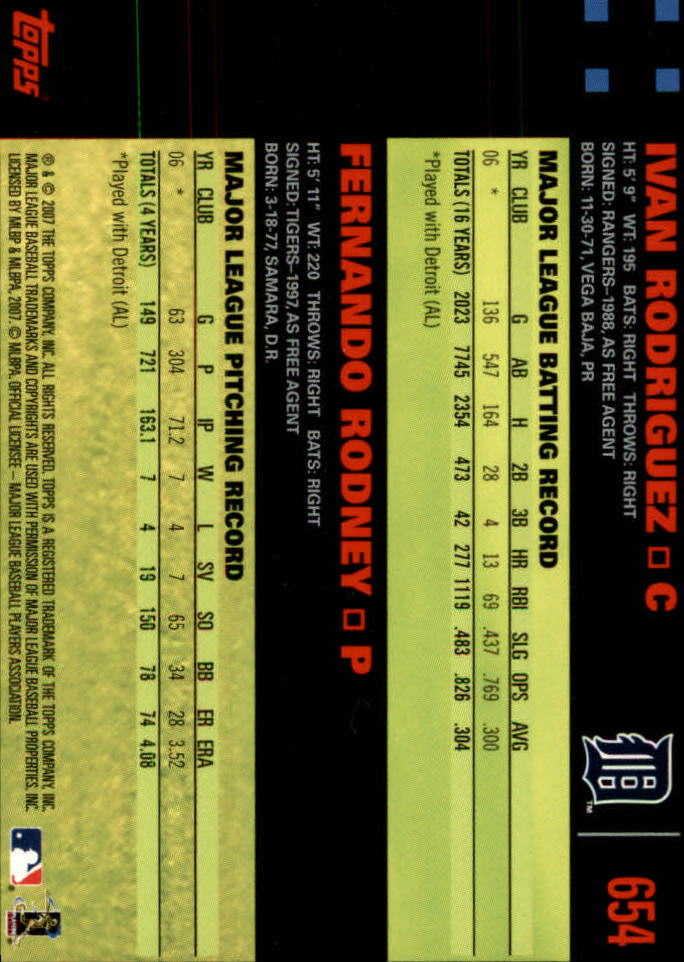 IVAN RODRIGUEZ C
654
HT: 5' 9" WT: 195 BATS: RIGHT THROWS: RIGHT
SIGNED: RANGERS–1988, AS FREE AGENT
BORN: 11-30-71, VEGA BAJA, PR
TM
MAJOR LEAGUE BATTING RECORD
YR CLUB G AB H 2B 3B HR RBI SLG OPS AVG
06 * 136 547 164 28 4 13 69 .437 .769 .300
TOTALS (16 YEARS) 2023 7745 2354 473 42 277 1119 .483 .826 .304
*Played with Detroit (AL)
FERNANDO RODNEY P
HT: 5' 11" WT: 220 THROWS: RIGHT BATS: RIGHT
SIGNED: TIGERS–1997, AS FREE AGENT
BORN: 3-18-77, SAMARA, D.R.
MAJOR LEAGUE PITCHING RECORD
YR CLUB G P IP W L SV SO BB ER ERA
06 * 63 304 71.2 7 4 7 65 34 28 3.52
TOTALS (4 YEARS) 149 721 163.1 7 4 19 150 78 74 4.08
*Played with Detroit (AL)
topps
® & © 2007 THE TOPPS COMPANY, INC. ALL RIGHTS RESERVED. TOPPS IS A REGISTERED TRADEMARK OF THE TOPPS COMPANY, INC.
MAJOR LEAGUE BASEBALL TRADEMARKS AND COPYRIGHTS ARE USED WITH PERMISSION OF MAJOR LEAGUE BASEBALL PROPERTIES, INC.
LICENSED BY MLBP & MLBPA, 2007. © MLBPA, OFFICIAL LICENSEE – MAJOR LEAGUE BASEBALL PLAYERS ASSOCIATION.